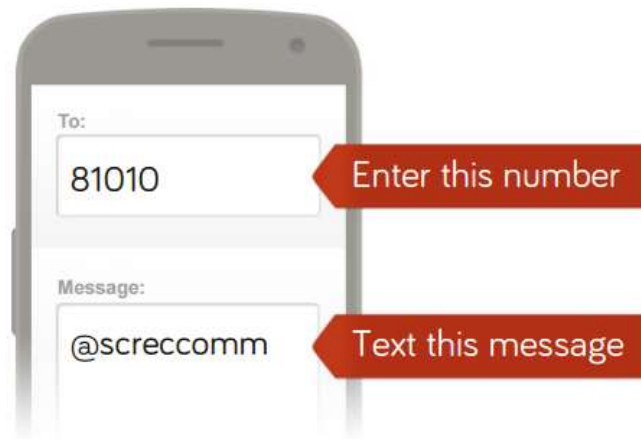 To:
81010
Enter this number
Message:
@screccomm
Text this message